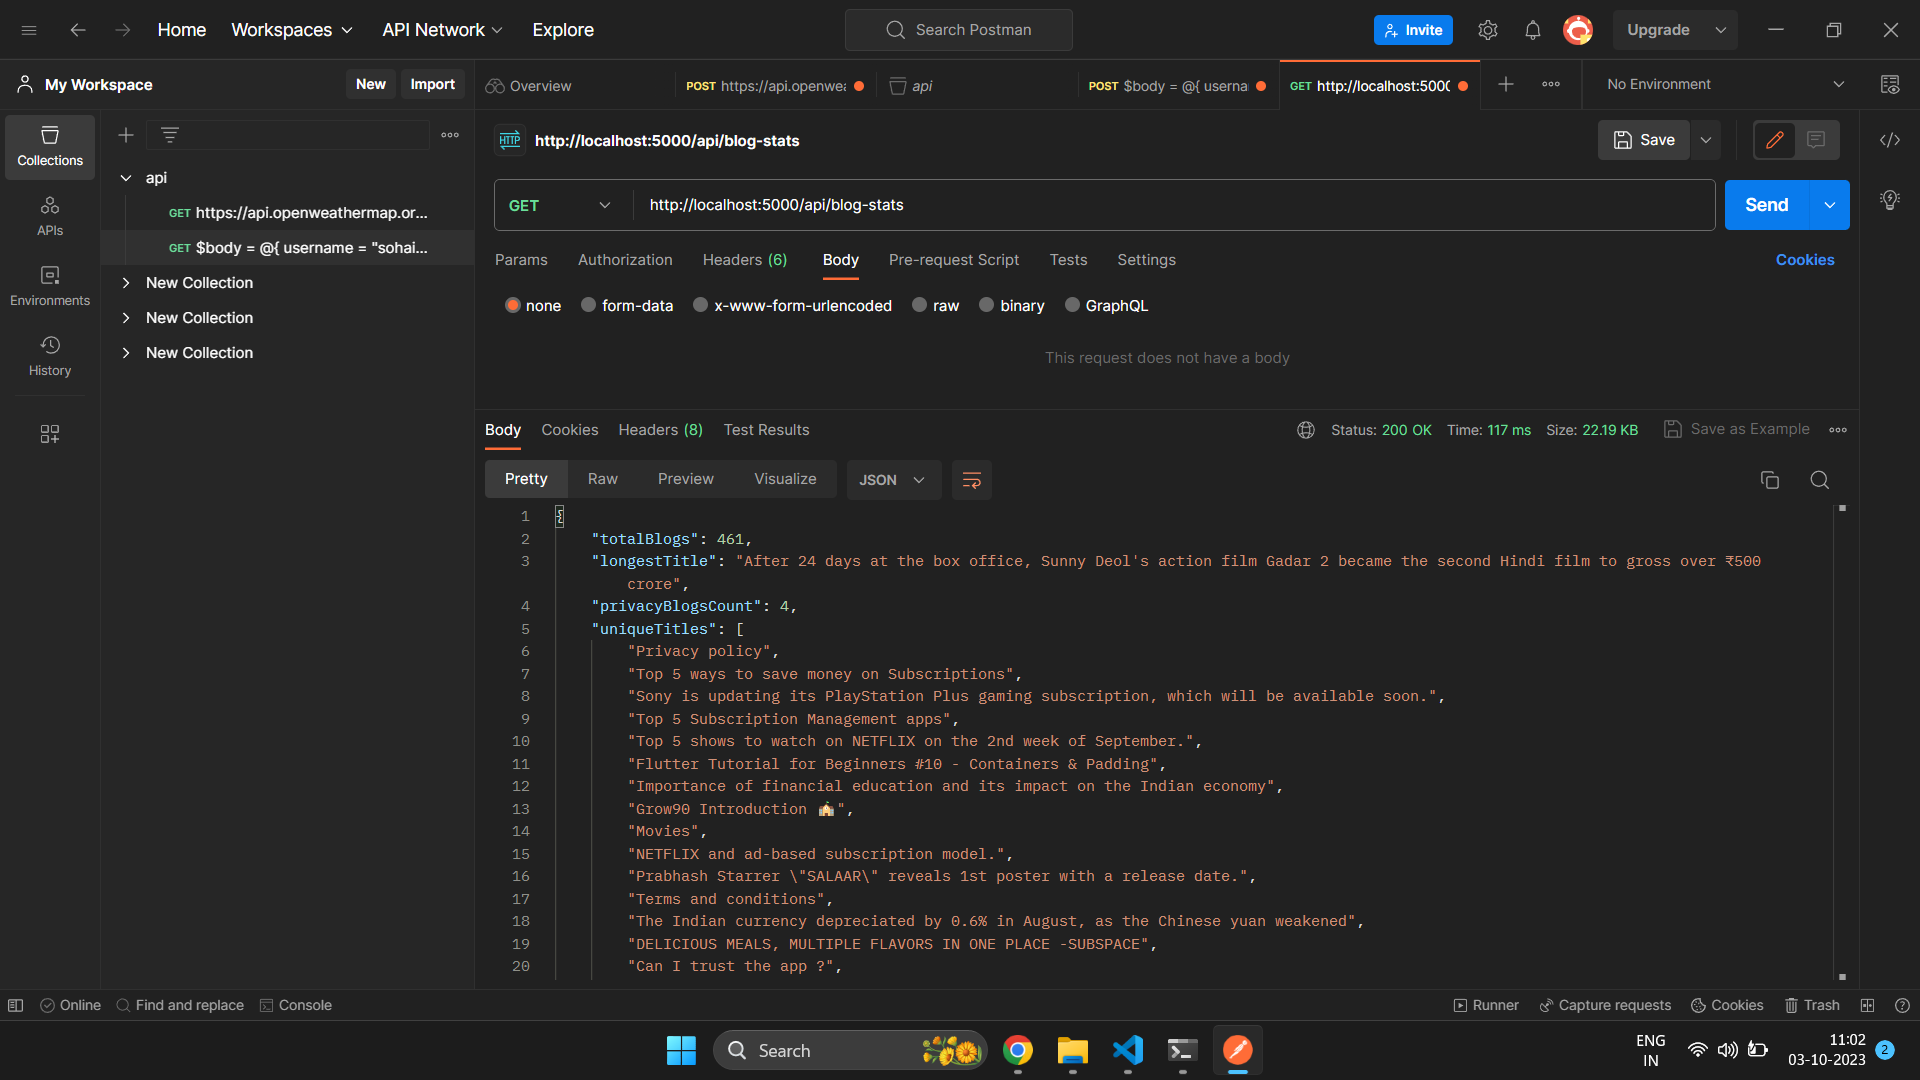 Home
Workspaces
API Network
Explore
Search Postman
Invite
Upgrade
My Workspace
New
Import
Overview
POST https://api.openwea
api
POST $body = @{ userna
GET http://localhost:5000
No Environment
Collections
APIs
Environments
History
api
GET https://api.openweathermap.or...
GET $body = @{ username = "sohai...
New Collection
New Collection
New Collection
HTTP
http://localhost:5000/api/blog-stats
Save
GET
http://localhost:5000/api/blog-stats
Send
Params
Authorization
Headers (6)
Body
Pre-request Script
Tests
Settings
Cookies
none
form-data
x-www-form-urlencoded
raw
binary
GraphQL
This request does not have a body
Body
Cookies
Headers (8)
Test Results
Status: 200 OK
Time: 117 ms
Size: 22.19 KB
Save as Example
Pretty
Raw
Preview
Visualize
JSON
1 {
2 "totalBlogs": 461,
3 "longestTitle": "After 24 days at the box office, Sunny Deol's action film Gadar 2 became the second Hindi film to gross over ₹500
crore",
4 "privacyBlogsCount": 4,
5 "uniqueTitles": [
6 "Privacy policy",
7 "Top 5 ways to save money on Subscriptions",
8 "Sony is updating its PlayStation Plus gaming subscription, which will be available soon.",
9 "Top 5 Subscription Management apps",
10 "Top 5 shows to watch on NETFLIX on the 2nd week of September.",
11 "Flutter Tutorial for Beginners #10 - Containers & Padding",
12 "Importance of financial education and its impact on the Indian economy",
13 "Grow90 Introduction 🏫",
14 "Movies",
15 "NETFLIX and ad-based subscription model.",
16 "Prabhash Starrer \"SALAAR\" reveals 1st poster with a release date.",
17 "Terms and conditions",
18 "The Indian currency depreciated by 0.6% in August, as the Chinese yuan weakened",
19 "DELICIOUS MEALS, MULTIPLE FLAVORS IN ONE PLACE -SUBSPACE",
20 "Can I trust the app ?",
Online
Find and replace
Console
Runner
Capture requests
Cookies
Trash
Search
ENG
IN
11:02
03-10-2023
2